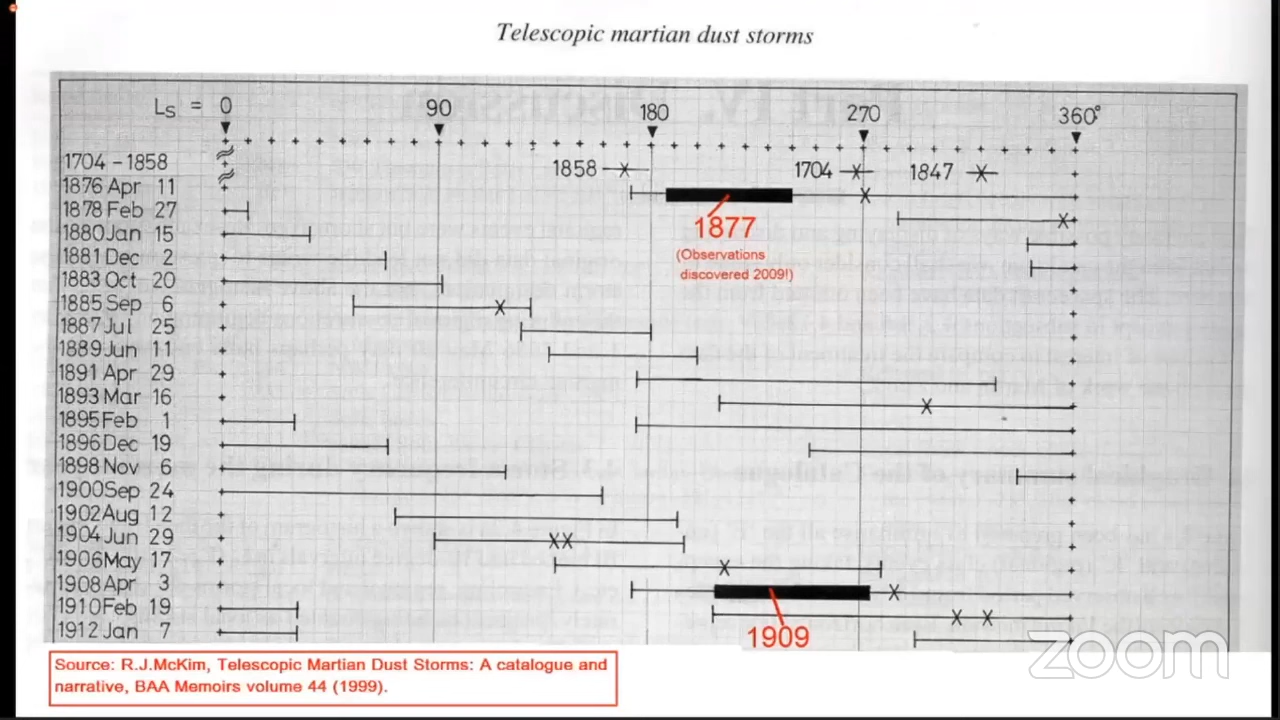 Telescopic martian dust storms
Ls = 0 90 180 270 360°
1704 - 1858 1858 1704 1847
1876 Apr 11
1877
1878 Feb 27
(Observations
discovered 2009!)
1880 Jan 15
1881 Dec 2
1883 Oct 20
1885 Sep 6
1887 Jul 25
1889 Jun 11
1891 Apr 29
1893 Mar 16
1895 Feb 1
1896 Dec 19
1898 Nov 6
1900 Sep 24
1902 Aug 12
1904 Jun 29
1906 May 17
1908 Apr 3
1910 Feb 19
1912 Jan 7
1909
Source: R.J.McKim, Telescopic Martian Dust Storms: A catalogue and
narrative, BAA Memoirs volume 44 (1999).
zoom